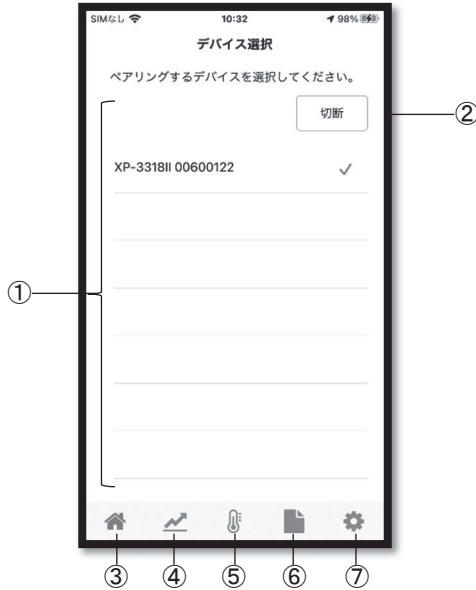 SIMなし 10:32 98%
デバイス選択
ペアリングするデバイスを選択してください。
切断
②
XP-3318II 00600122
①
③ ④ ⑤ ⑥ ⑦